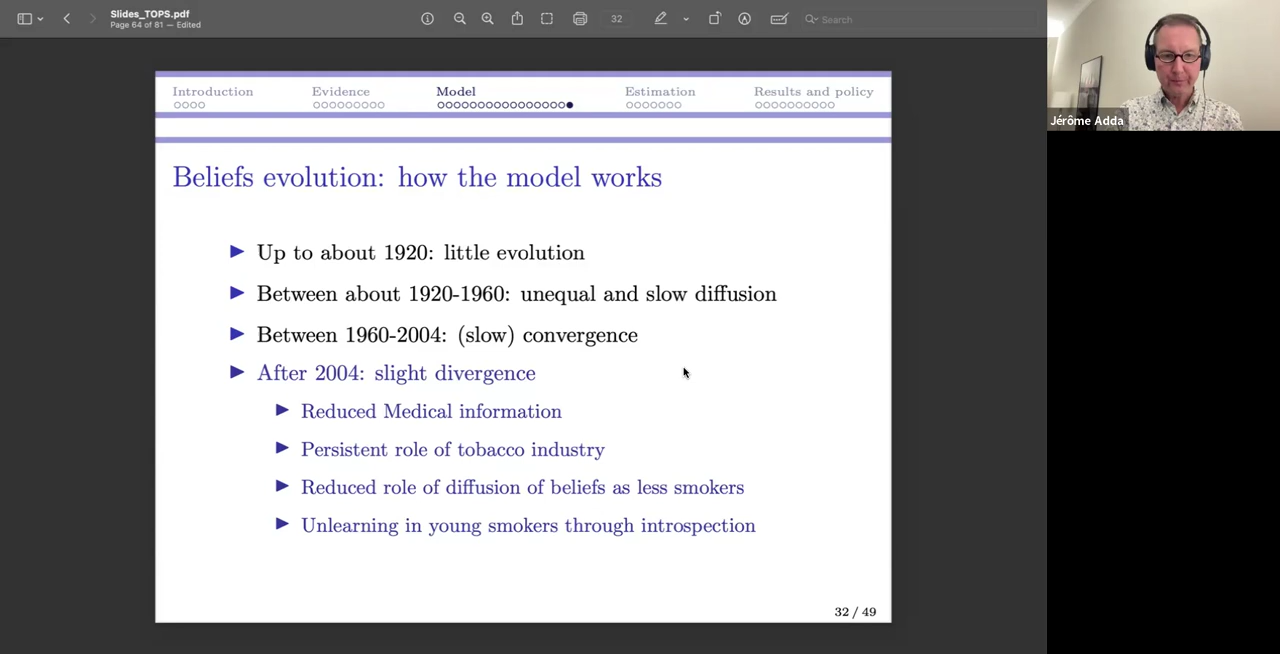 Slides_TOPS.pdf
Page 64 of 81 — Edited
32
Search
Introduction
Evidence
Model
Estimation
Results and policy
Beliefs evolution: how the model works
Up to about 1920: little evolution
Between about 1920-1960: unequal and slow diffusion
Between 1960-2004: (slow) convergence
After 2004: slight divergence
Reduced Medical information
Persistent role of tobacco industry
Reduced role of diffusion of beliefs as less smokers
Unlearning in young smokers through introspection
32 / 49
Jérôme Adda